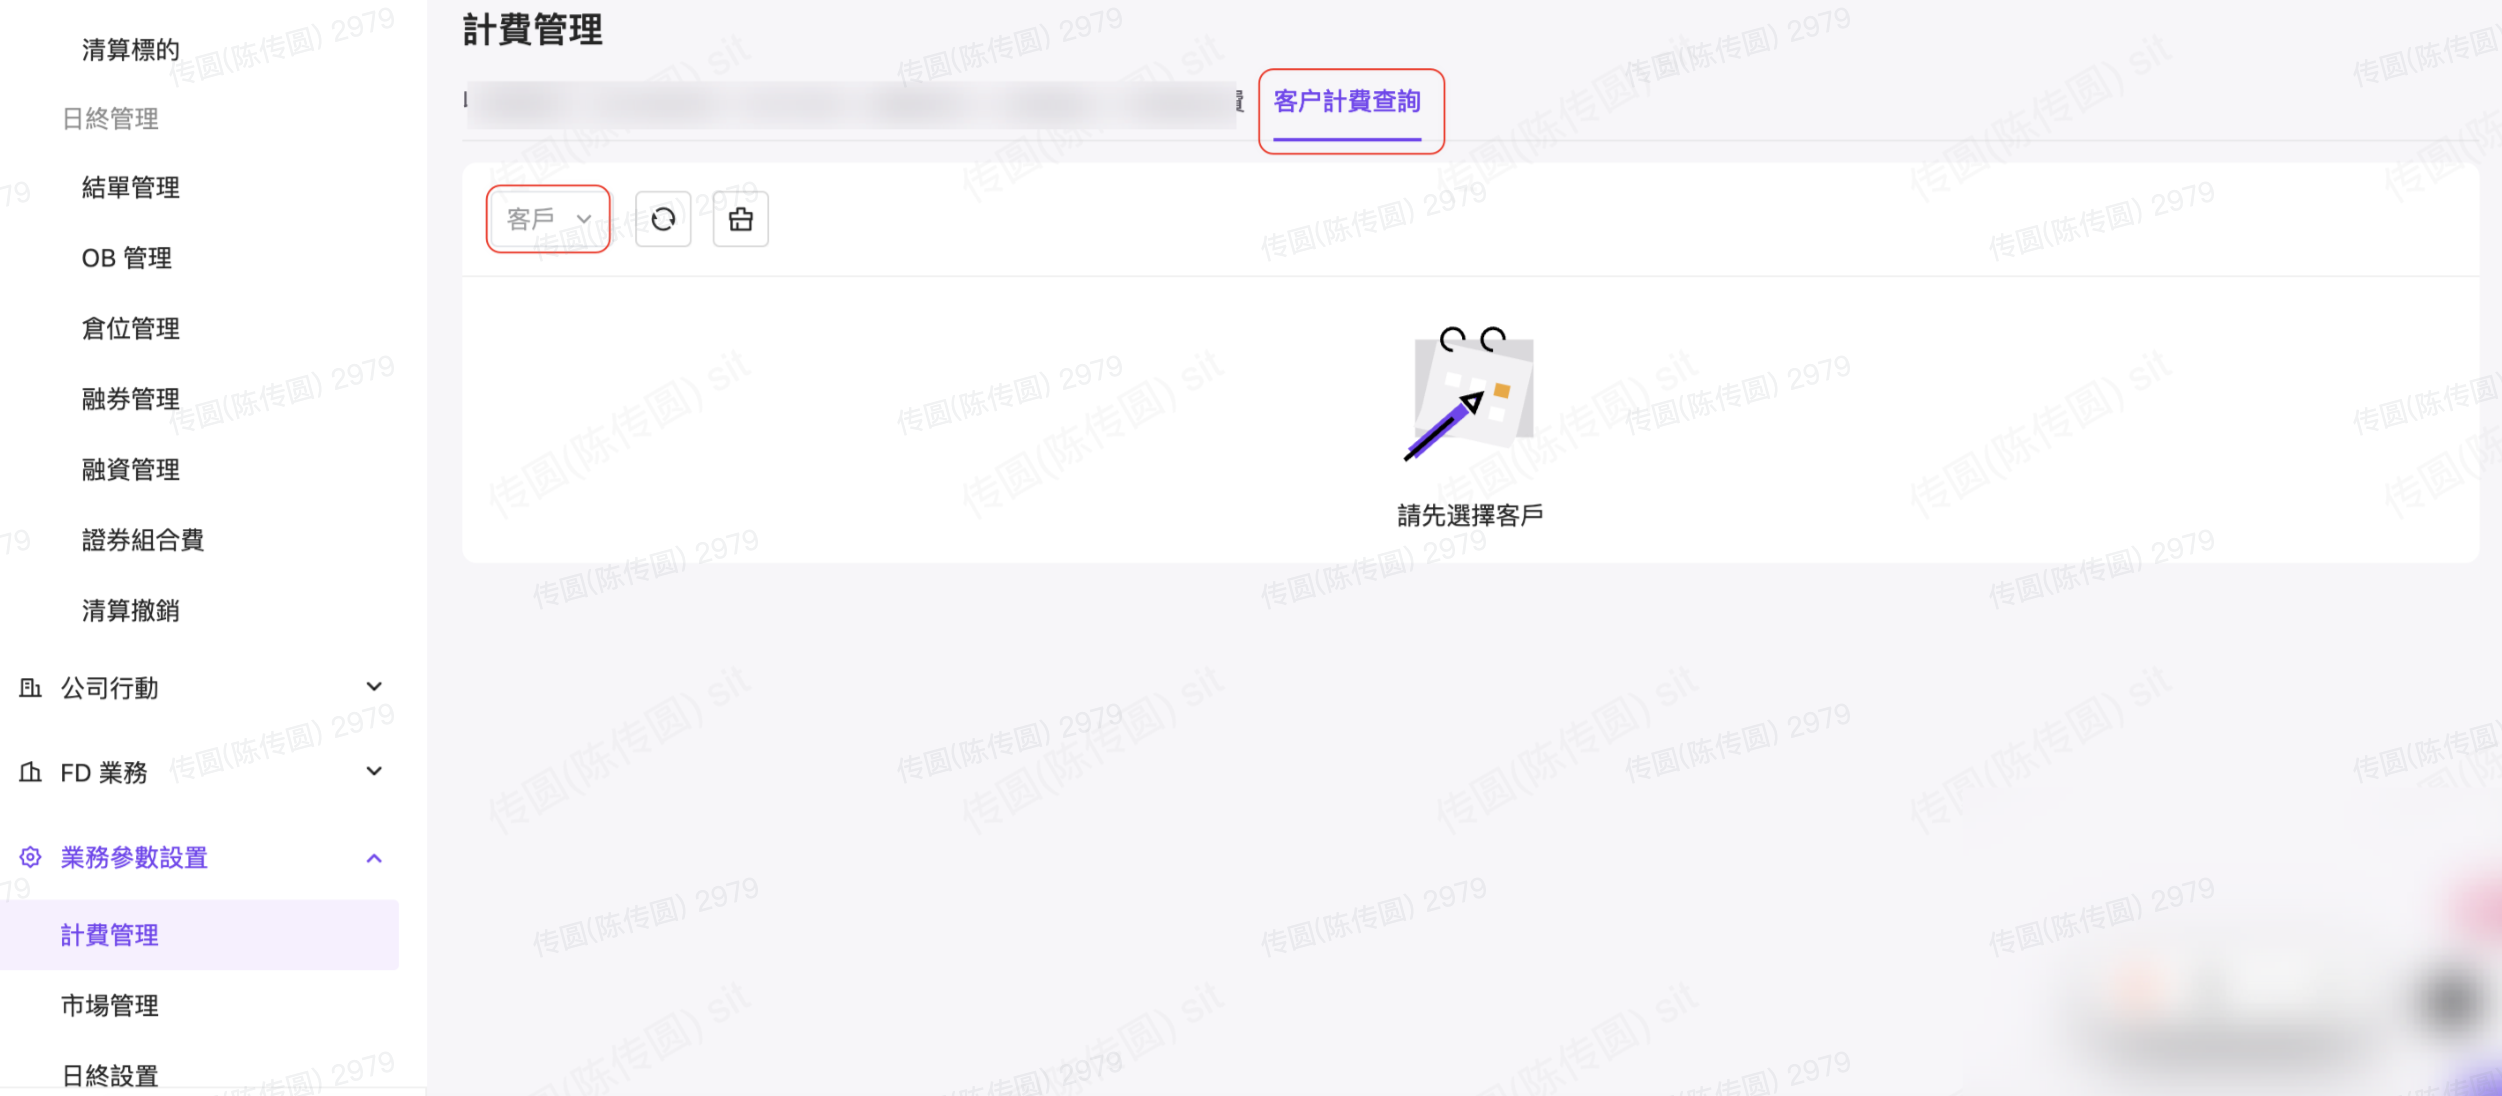 清算標的
日終管理
結單管理
OB 管理
倉位管理
融券管理
融資管理
證券組合費
清算撤銷
公司行動
FD 業務
業務參數設置
計費管理
市場管理
日終設置
計費管理
客户計費查詢
客戶
請先選擇客戶
传圆(陈传圆) 2979
传圆(陈传圆) sit